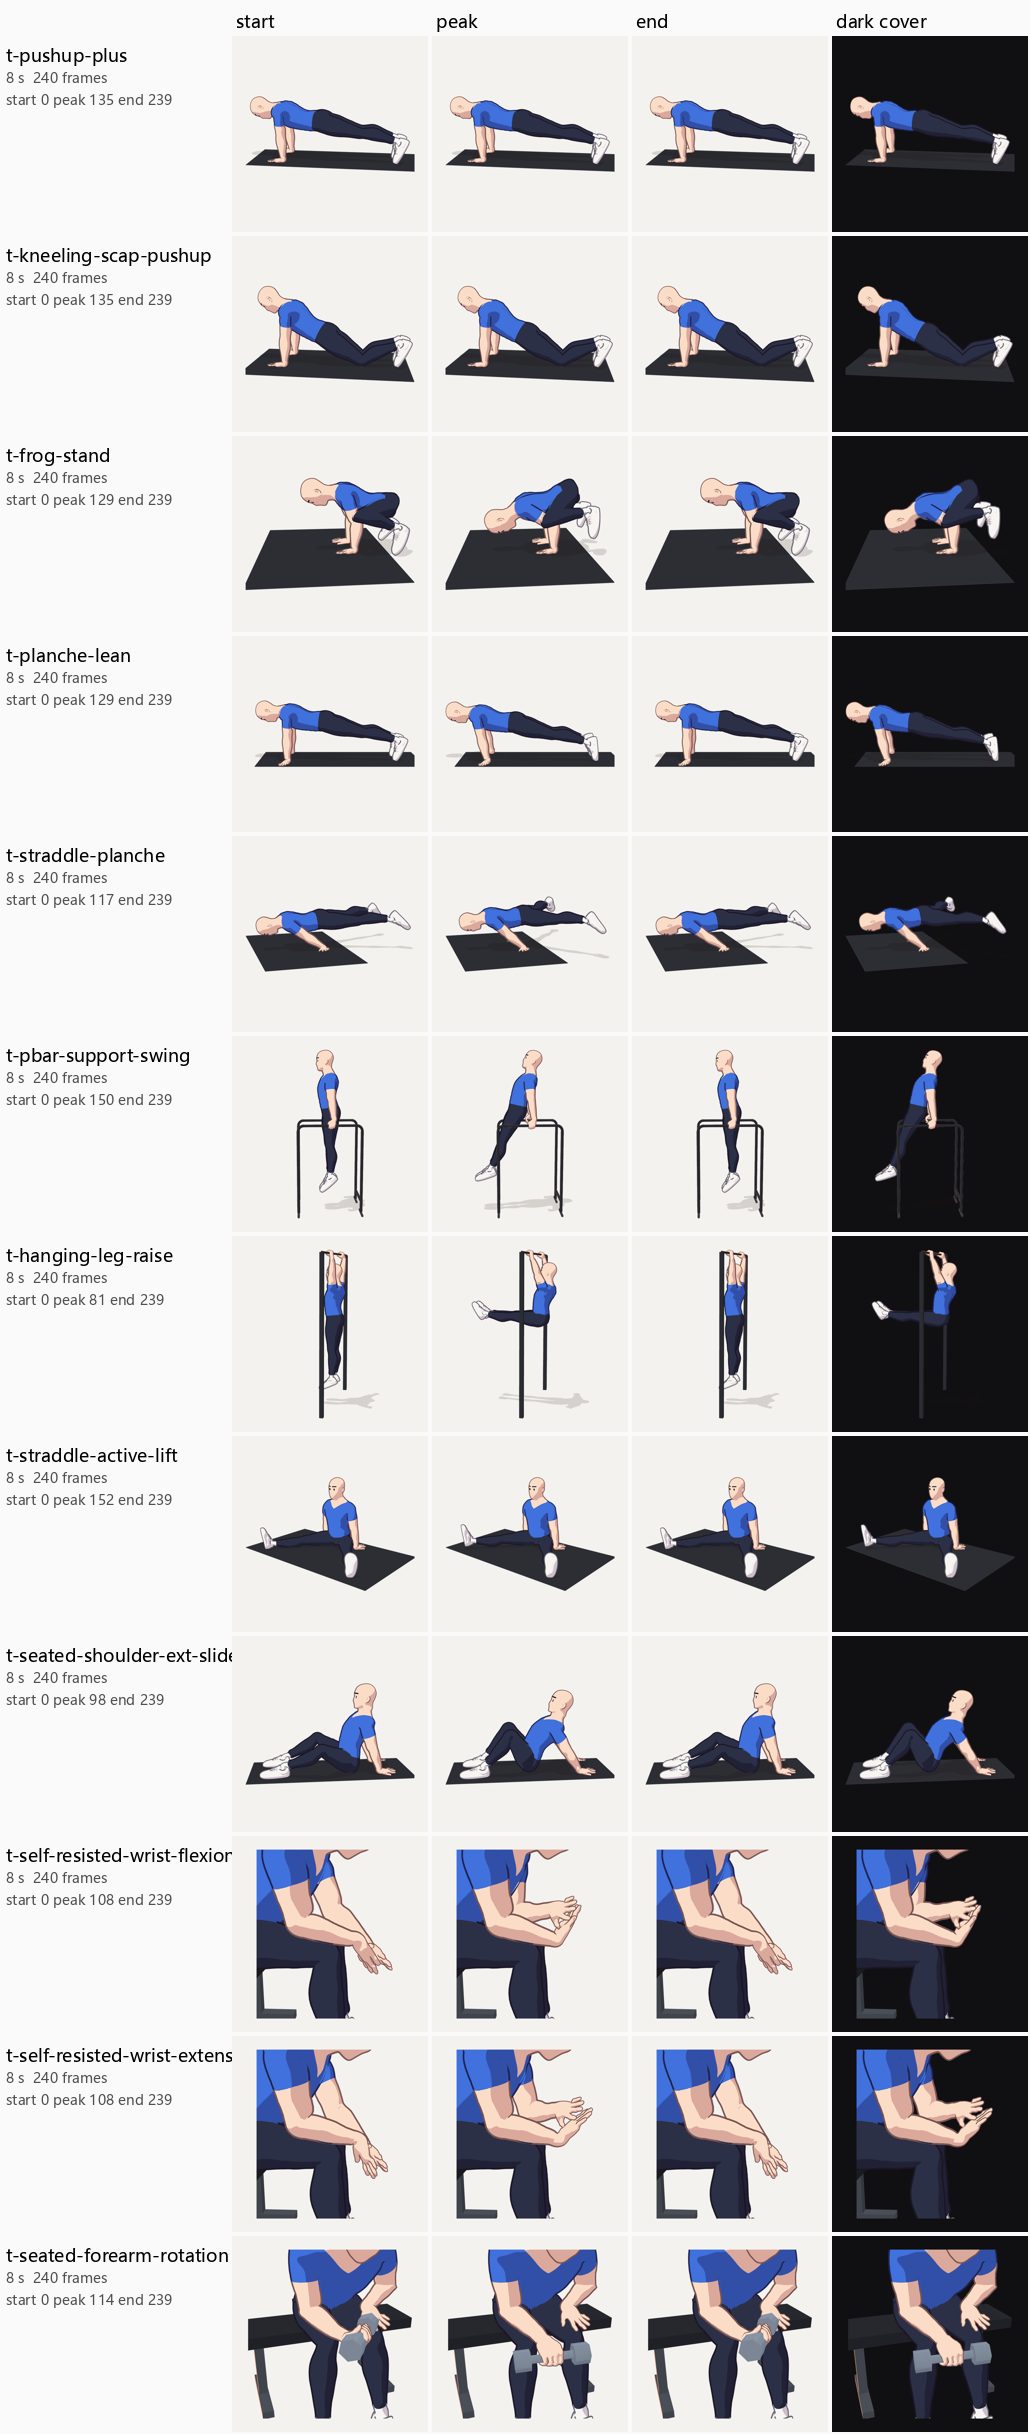 start peak end dark cover
t-pushup-plus
8 s 240 frames
start 0 peak 135 end 239
t-kneeling-scap-pushup
8 s 240 frames
start 0 peak 135 end 239
t-frog-stand
8 s 240 frames
start 0 peak 129 end 239
t-planche-lean
8 s 240 frames
start 0 peak 129 end 239
t-straddle-planche
8 s 240 frames
start 0 peak 117 end 239
t-pbar-support-swing
8 s 240 frames
start 0 peak 150 end 239
t-hanging-leg-raise
8 s 240 frames
start 0 peak 81 end 239
t-straddle-active-lift
8 s 240 frames
start 0 peak 152 end 239
t-seated-shoulder-ext-slide
8 s 240 frames
start 0 peak 98 end 239
t-self-resisted-wrist-flexion
8 s 240 frames
start 0 peak 108 end 239
t-self-resisted-wrist-extens
8 s 240 frames
start 0 peak 108 end 239
t-seated-forearm-rotation
8 s 240 frames
start 0 peak 114 end 239